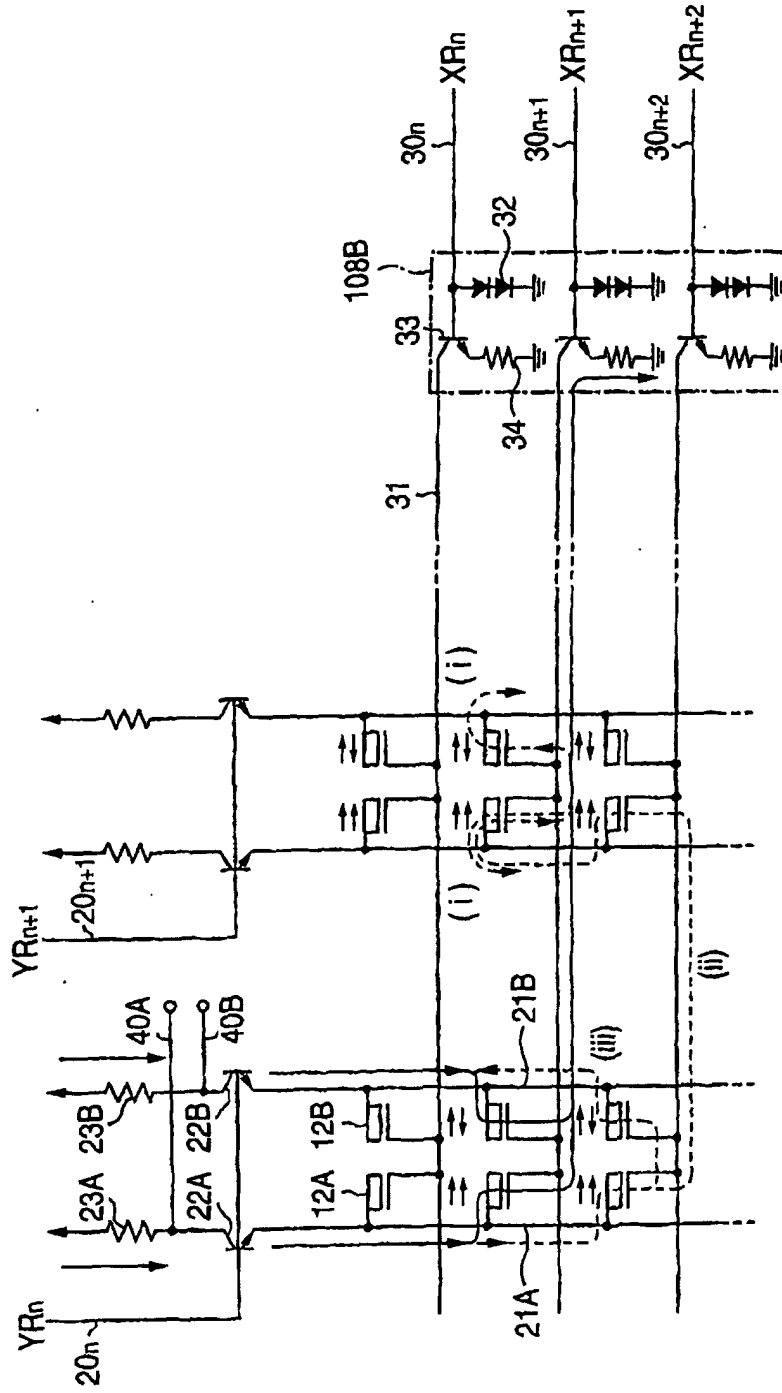 YRn
20n
23A
23B
40A
40B
22A
22B
YRn+1
20n+1
12A
12B
21A
21B
(i)
(i)
(ii)
(iii)
31
108B
33
34
32
30n
XRn
30n+1
XRn+1
30n+2
XRn+2